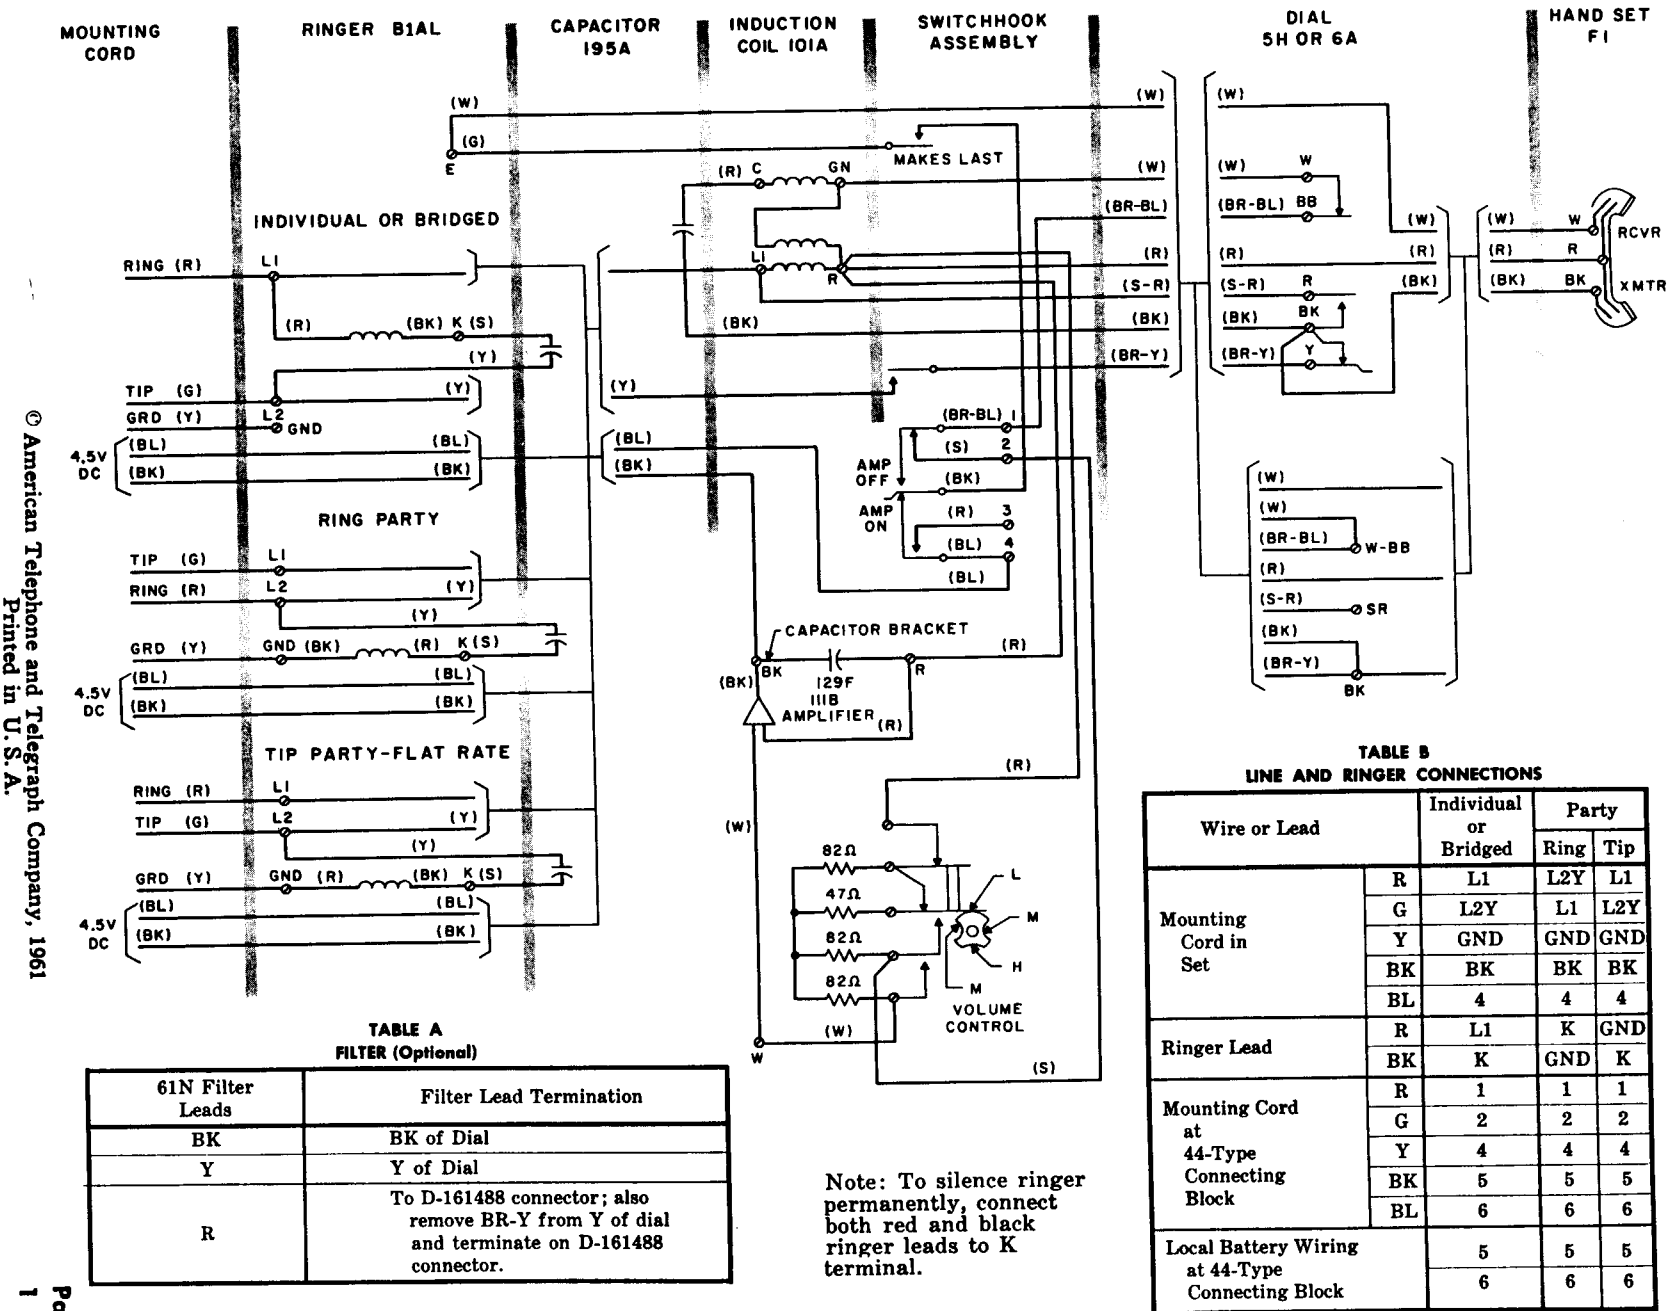 MOUNTING
CORD
RINGER B1AL
CAPACITOR
195A
INDUCTION
COIL 101A
SWITCHHOOK
ASSEMBLY
DIAL
5H OR 6A
HAND SET
F1
(W)
(W)
(W)
(G)
E
MAKES LAST
(R) C GN
(W)
(W) W
(BR-BL)
(BR-BL) BB
INDIVIDUAL OR BRIDGED
(W)
(W) W
RCVR
RING (R)
L1
L1
R
(R)
(R)
(R)
(R) R
(S-R)
(S-R) R
(BK)
(BK) BK
XMTR
(R)
(BK) K (S)
(BK)
(BK)
(BK)
BK
(Y)
(BR-Y)
(BR-Y) Y
TIP (G)
(Y)
(Y)
L2
GRD (Y)
GND
(BR-BL) 1
4.5V
DC
(BL)
(BL)
(BL)
(S) 2
(BK)
(BK)
(BK)
AMP
OFF
(BK)
AMP
ON
(R) 3
(BL) 4
(BL)
RING PARTY
(W)
(W)
(BR-BL)
W-BB
(R)
(S-R)
SR
(BK)
(BR-Y)
BK
TIP (G)
L1
RING (R)
L2
(Y)
(Y)
GRD (Y)
GND (BK)
(R) K (S)
4.5V
DC
(BL)
(BL)
(BK)
(BK)
CAPACITOR BRACKET
(R)
BK
R
(BK)
129F
111B
AMPLIFIER
(R)
TIP PARTY-FLAT RATE
RING (R)
L1
TIP (G)
L2
(Y)
(Y)
GRD (Y)
GND (R)
(BK) K (S)
4.5V
DC
(BL)
(BL)
(BK)
(BK)
(R)
(W)
82Ω
47Ω
82Ω
82Ω
L
M
H
M
VOLUME
CONTROL
(W)
W
(S)
© American Telephone and Telegraph Company, 1961
Printed in U. S. A.
TABLE A
FILTER (Optional)
61N Filter
Leads
Filter Lead Termination
BK BK of Dial
Y Y of Dial
R
To D-161488 connector; also
remove BR-Y from Y of dial
and terminate on D-161488
connector.
Note: To silence ringer
permanently, connect
both red and black
ringer leads to K
terminal.
TABLE B
LINE AND RINGER CONNECTIONS
Wire or Lead
Individual
or
Bridged
Party
Ring Tip
Mounting
Cord in
Set
R L1 L2Y L1
G L2Y L1 L2Y
Y GND GND GND
BK BK BK BK
BL 4 4 4
Ringer Lead
R L1 K GND
BK K GND K
Mounting Cord
at
44-Type
Connecting
Block
R 1 1 1
G 2 2 2
Y 4 4 4
BK 5 5 5
BL 6 6 6
Local Battery Wiring
at 44-Type
Connecting Block
5 5 5
6 6 6
1